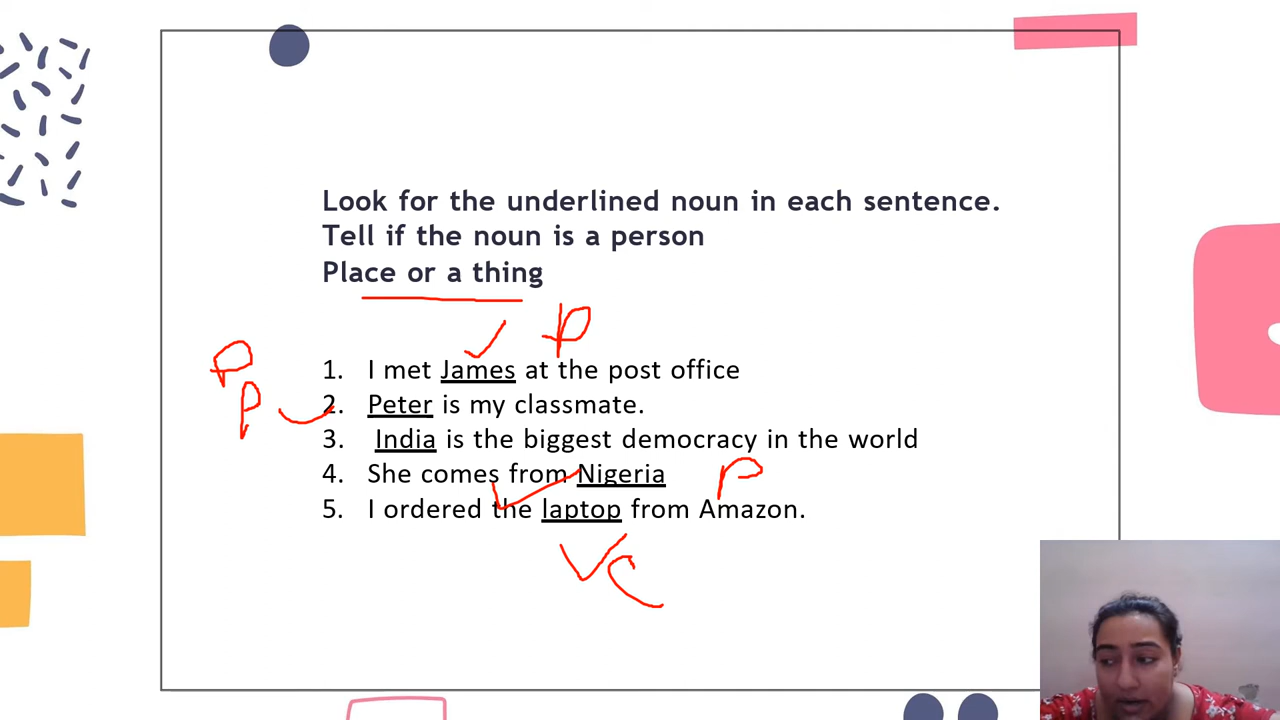 Look for the underlined noun in each sentence.
Tell if the noun is a person
Place or a thing
P
1. I met James at the post office
P
2. Peter is my classmate.
P
3. India is the biggest democracy in the world
4. She comes from Nigeria
P
5. I ordered the laptop from Amazon.
C